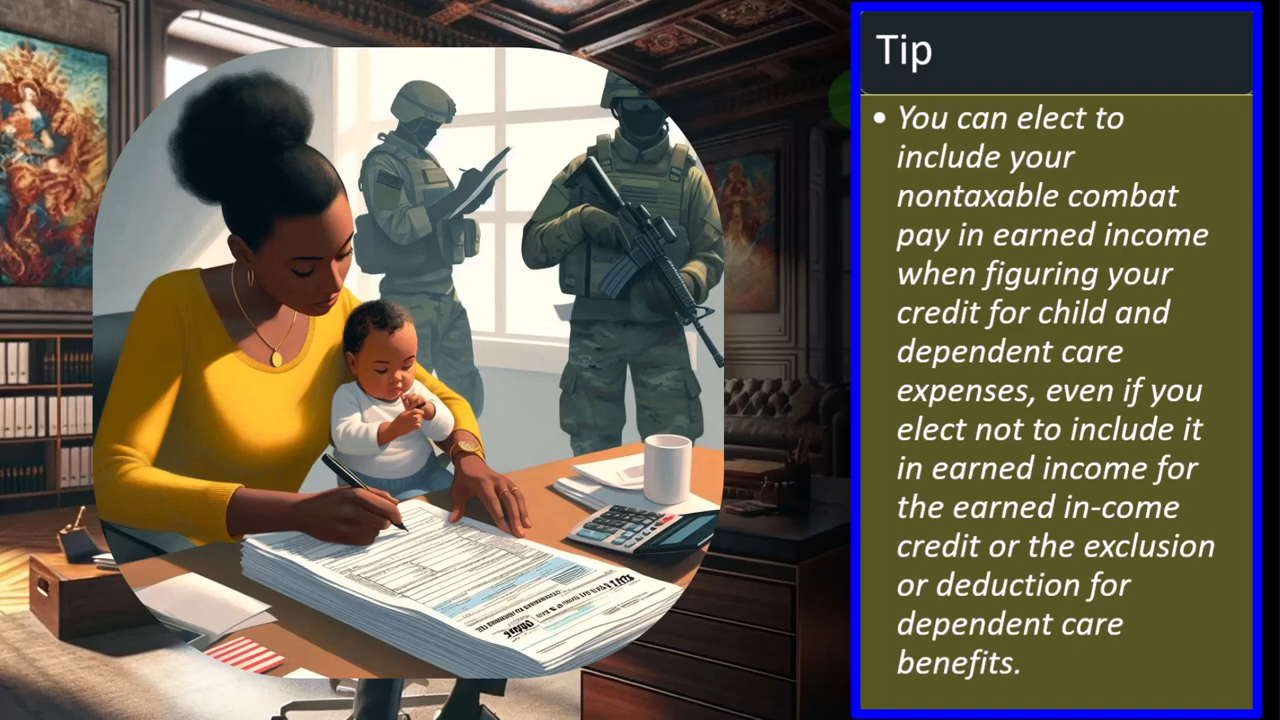 Tip
• You can elect to
include your
nontaxable combat
pay in earned income
when figuring your
credit for child and
dependent care
expenses, even if you
elect not to include it
in earned income for
the earned in-come
credit or the exclusion
or deduction for
dependent care
benefits.